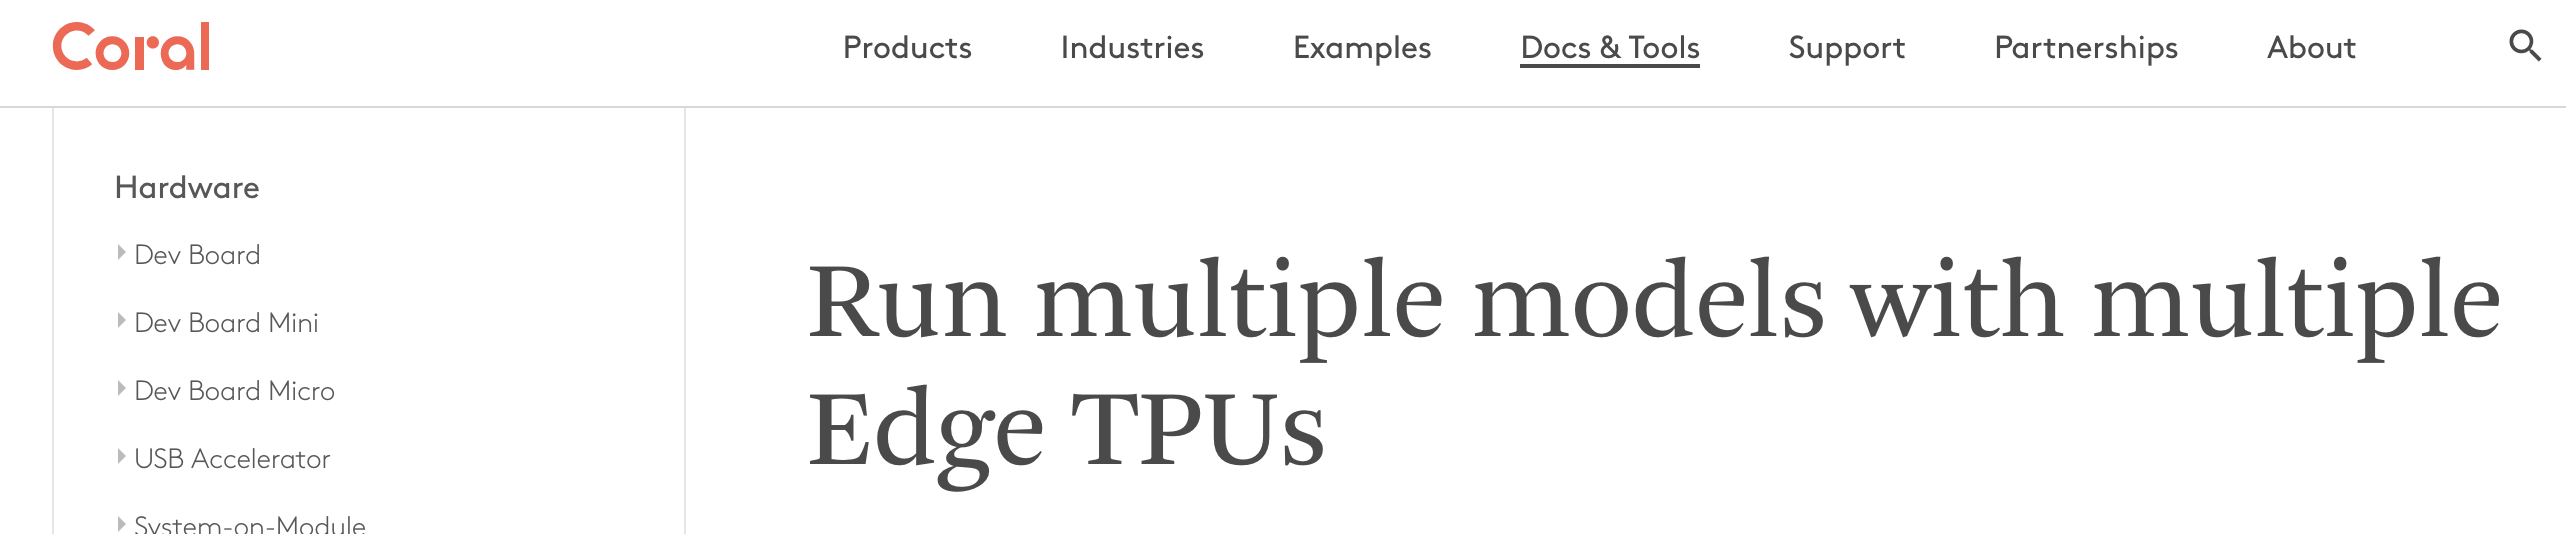 Coral
Products Industries Examples Docs & Tools Support Partnerships About
Hardware
Dev Board
Dev Board Mini
Dev Board Micro
USB Accelerator
System-on-Module
Run multiple models with multiple
Edge TPUs